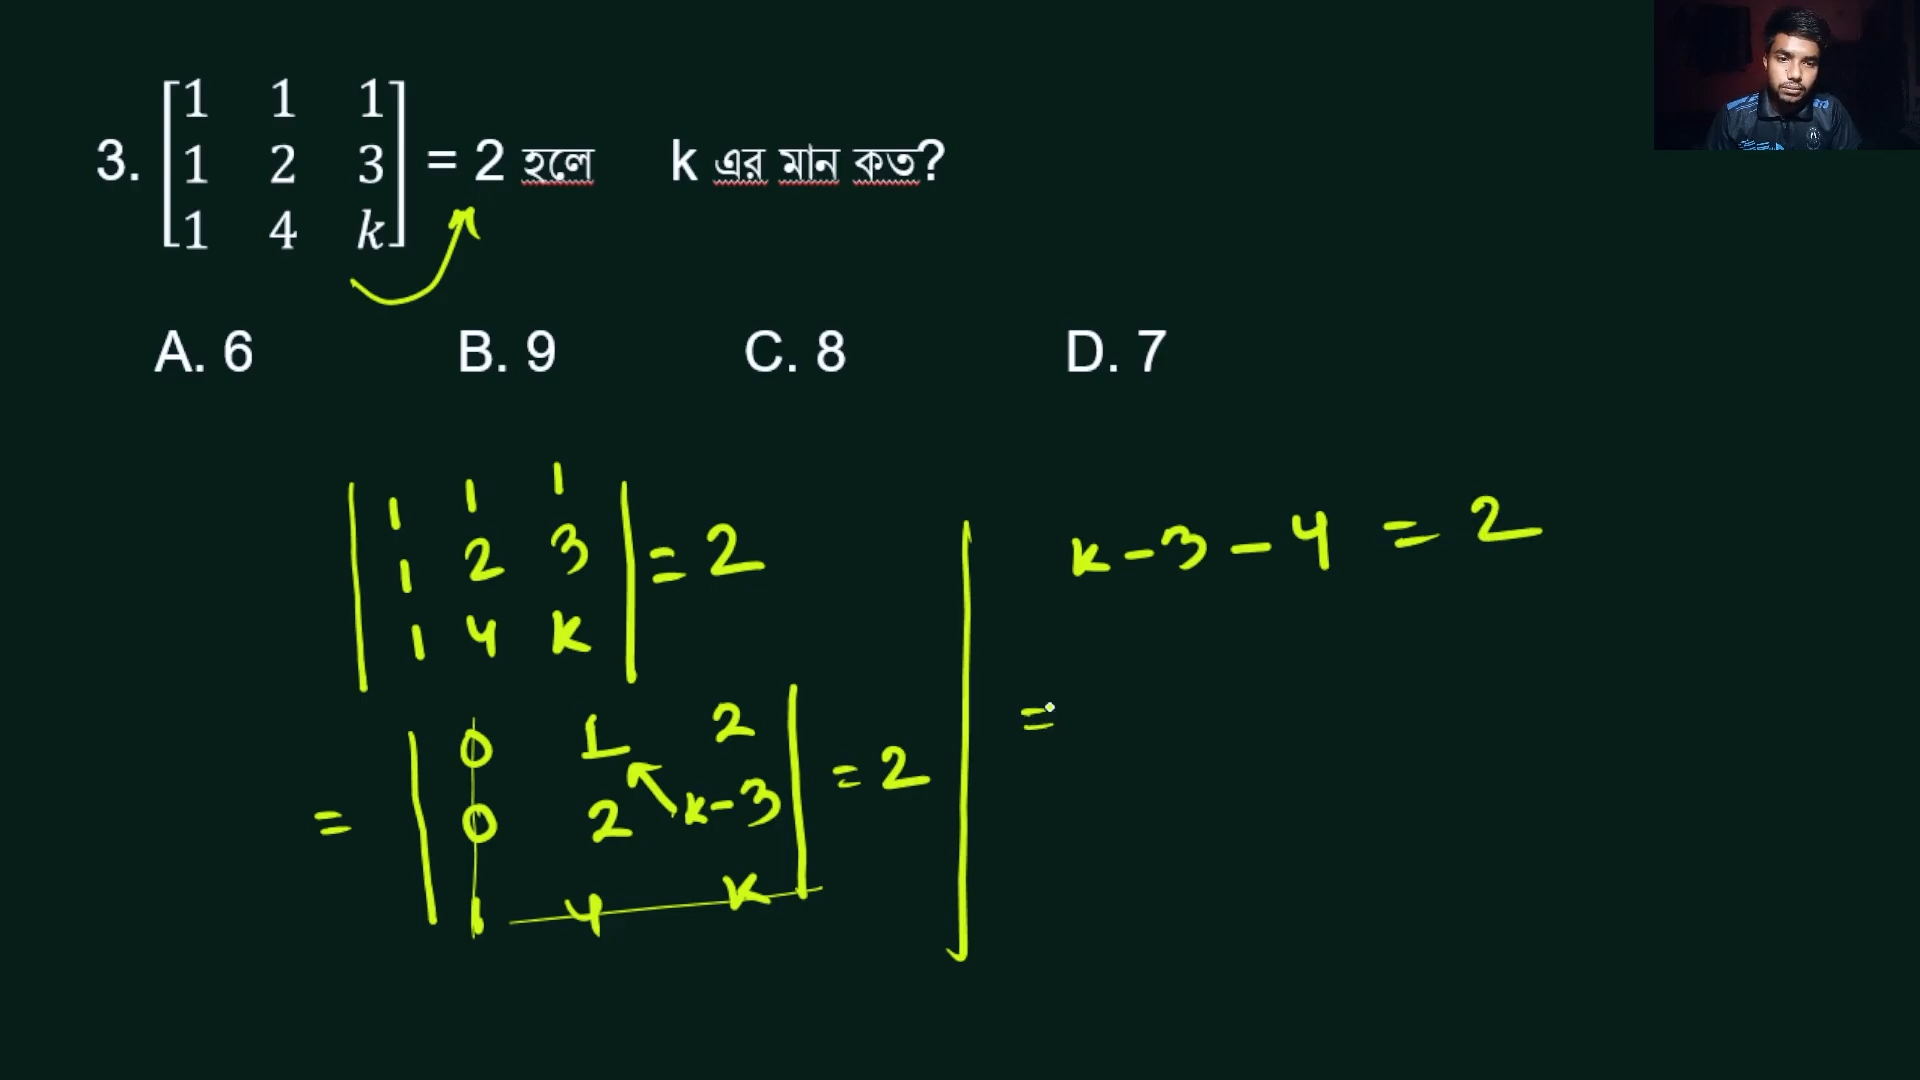 3. [1 1 1
1 2 3
1 4 k] = 2 হলে k এর মান কত?
A. 6 B. 9 C. 8 D. 7
| 1 1 1
1 2 3
1 4 k | = 2
= | 0 1 2
0 2 k-3
1 4 k | = 2
k-3-4 = 2
=